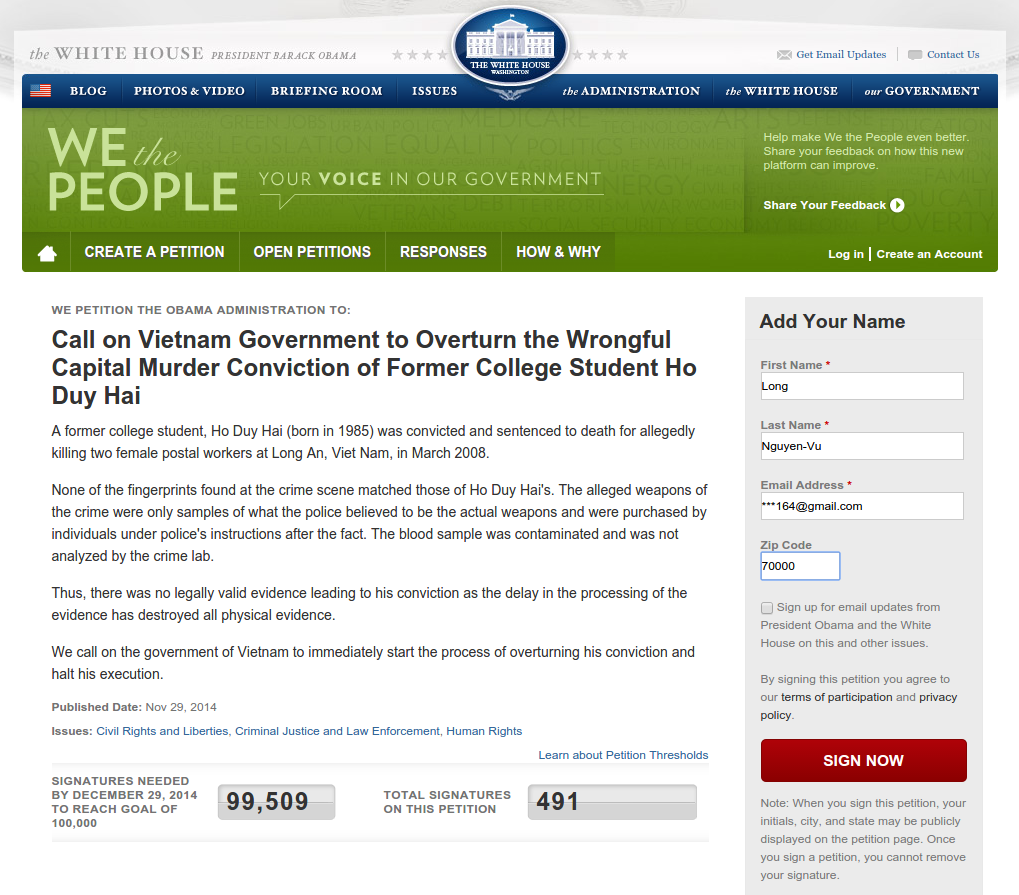 the WHITE HOUSE PRESIDENT BARACK OBAMA
THE WHITE HOUSE
WASHINGTON
Get Email Updates
Contact Us
BLOG
PHOTOS & VIDEO
BRIEFING ROOM
ISSUES
the ADMINISTRATION
the WHITE HOUSE
our GOVERNMENT
WE the
PEOPLE
YOUR VOICE IN OUR GOVERNMENT
Help make We the People even better.
Share your feedback on how this new
platform can improve.
Share Your Feedback
CREATE A PETITION
OPEN PETITIONS
RESPONSES
HOW & WHY
Log in | Create an Account
WE PETITION THE OBAMA ADMINISTRATION TO:
Call on Vietnam Government to Overturn the Wrongful
Capital Murder Conviction of Former College Student Ho
Duy Hai
A former college student, Ho Duy Hai (born in 1985) was convicted and sentenced to death for allegedly
killing two female postal workers at Long An, Viet Nam, in March 2008.
None of the fingerprints found at the crime scene matched those of Ho Duy Hai's. The alleged weapons of
the crime were only samples of what the police believed to be the actual weapons and were purchased by
individuals under police's instructions after the fact. The blood sample was contaminated and was not
analyzed by the crime lab.
Thus, there was no legally valid evidence leading to his conviction as the delay in the processing of the
evidence has destroyed all physical evidence.
We call on the government of Vietnam to immediately start the process of overturning his conviction and
halt his execution.
Published Date: Nov 29, 2014
Issues: Civil Rights and Liberties, Criminal Justice and Law Enforcement, Human Rights
Learn about Petition Thresholds
SIGNATURES NEEDED
BY DECEMBER 29, 2014
TO REACH GOAL OF
100,000
99,509
TOTAL SIGNATURES
ON THIS PETITION
491
Add Your Name
First Name *
Long
Last Name *
Nguyen-Vu
Email Address *
***164@gmail.com
Zip Code
70000
Sign up for email updates from
President Obama and the White
House on this and other issues.
By signing this petition you agree to
our terms of participation and privacy
policy.
SIGN NOW
Note: When you sign this petition, your
initials, city, and state may be publicly
displayed on the petition page. Once
you sign a petition, you cannot remove
your signature.